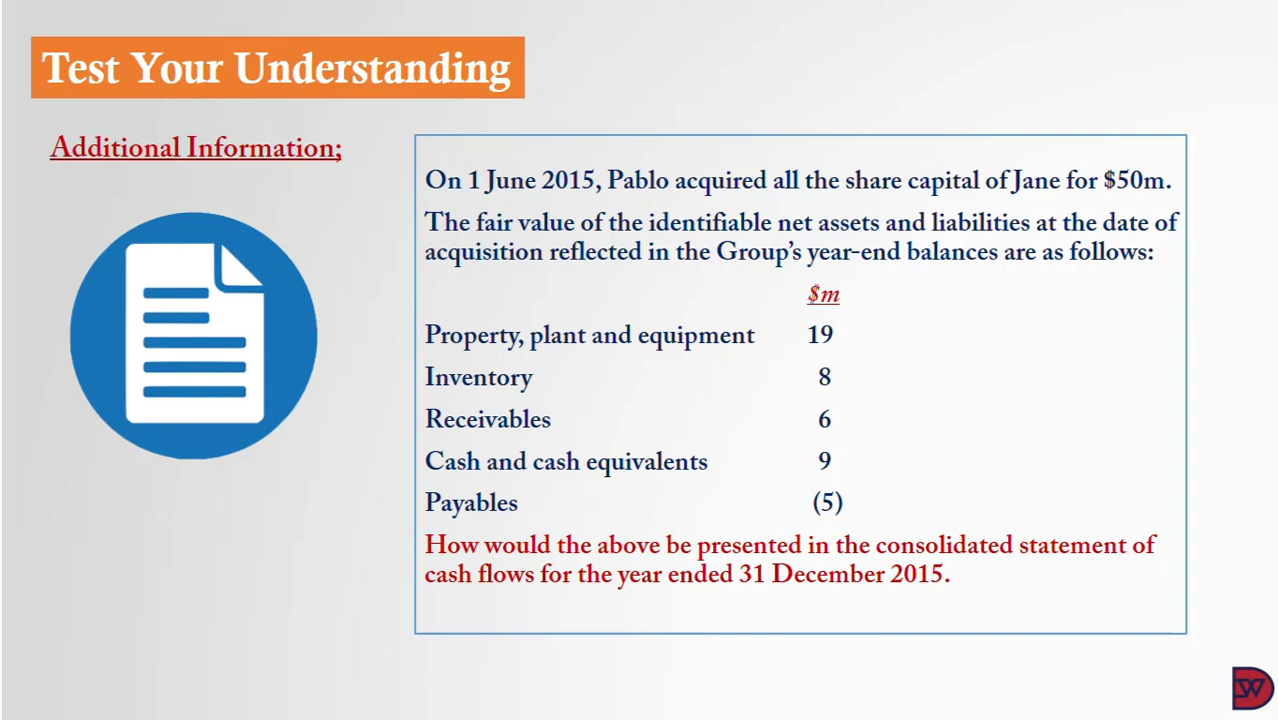 Test Your Understanding
Additional Information;
On 1 June 2015, Pablo acquired all the share capital of Jane for $50m.
The fair value of the identifiable net assets and liabilities at the date of
acquisition reflected in the Group's year-end balances are as follows:
$m
Property, plant and equipment 19
Inventory 8
Receivables 6
Cash and cash equivalents 9
Payables (5)
How would the above be presented in the consolidated statement of
cash flows for the year ended 31 December 2015.
DW